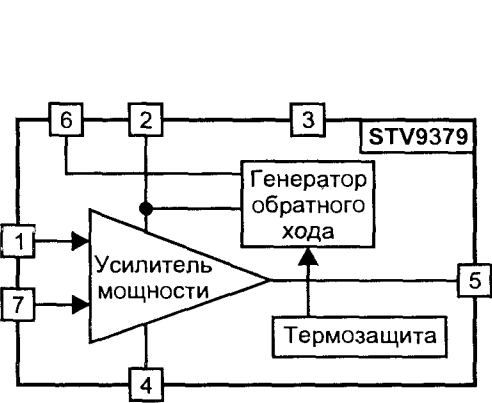 6
2
3
STV9379
Генератор
обратного
хода
1
Усилитель
мощности
7
5
Термозащита
4